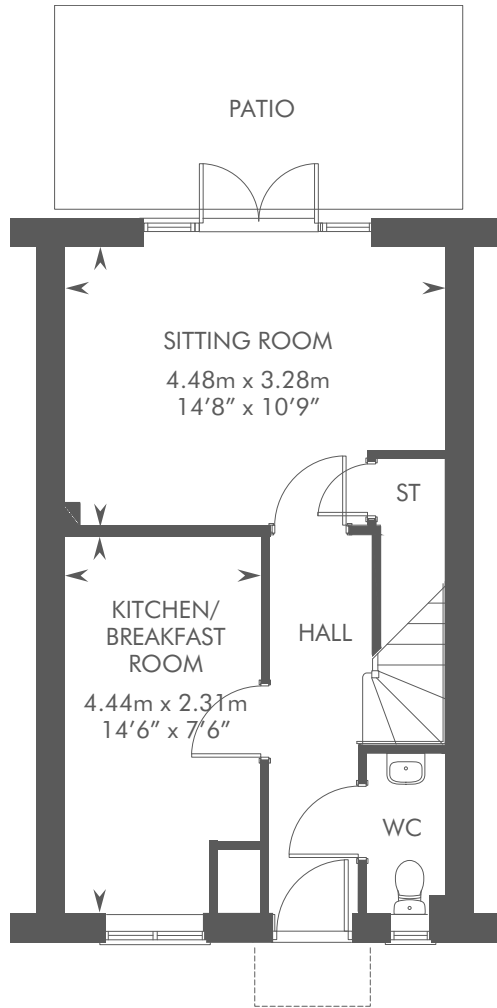 PATIO
SITTING ROOM
4.48m x 3.28m
14’8” x 10’9”
ST
HALL
KITCHEN/
BREAKFAST
ROOM
4.44m x 2.31m
14’6” x 7’6”
WC